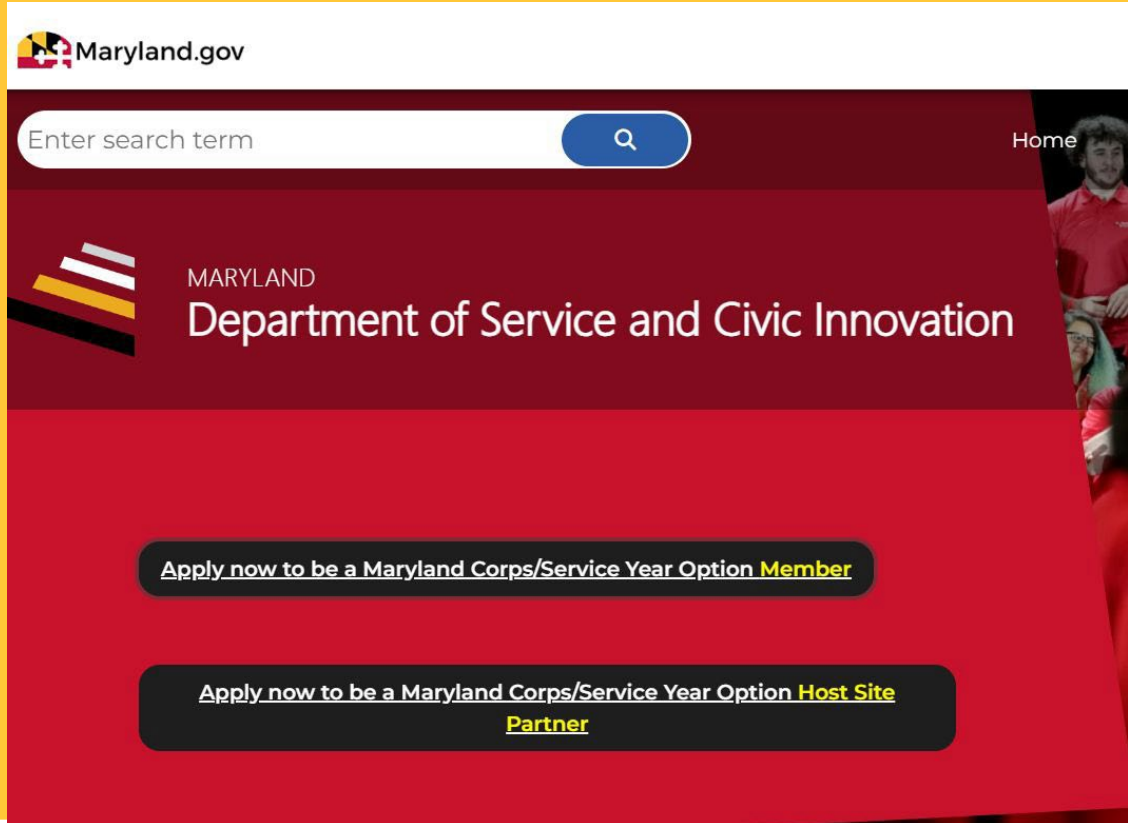 Maryland.gov
Enter search term
Home
MARYLAND
Department of Service and Civic Innovation
Apply now to be a Maryland Corps/Service Year Option Member
Apply now to be a Maryland Corps/Service Year Option Host Site
Partner